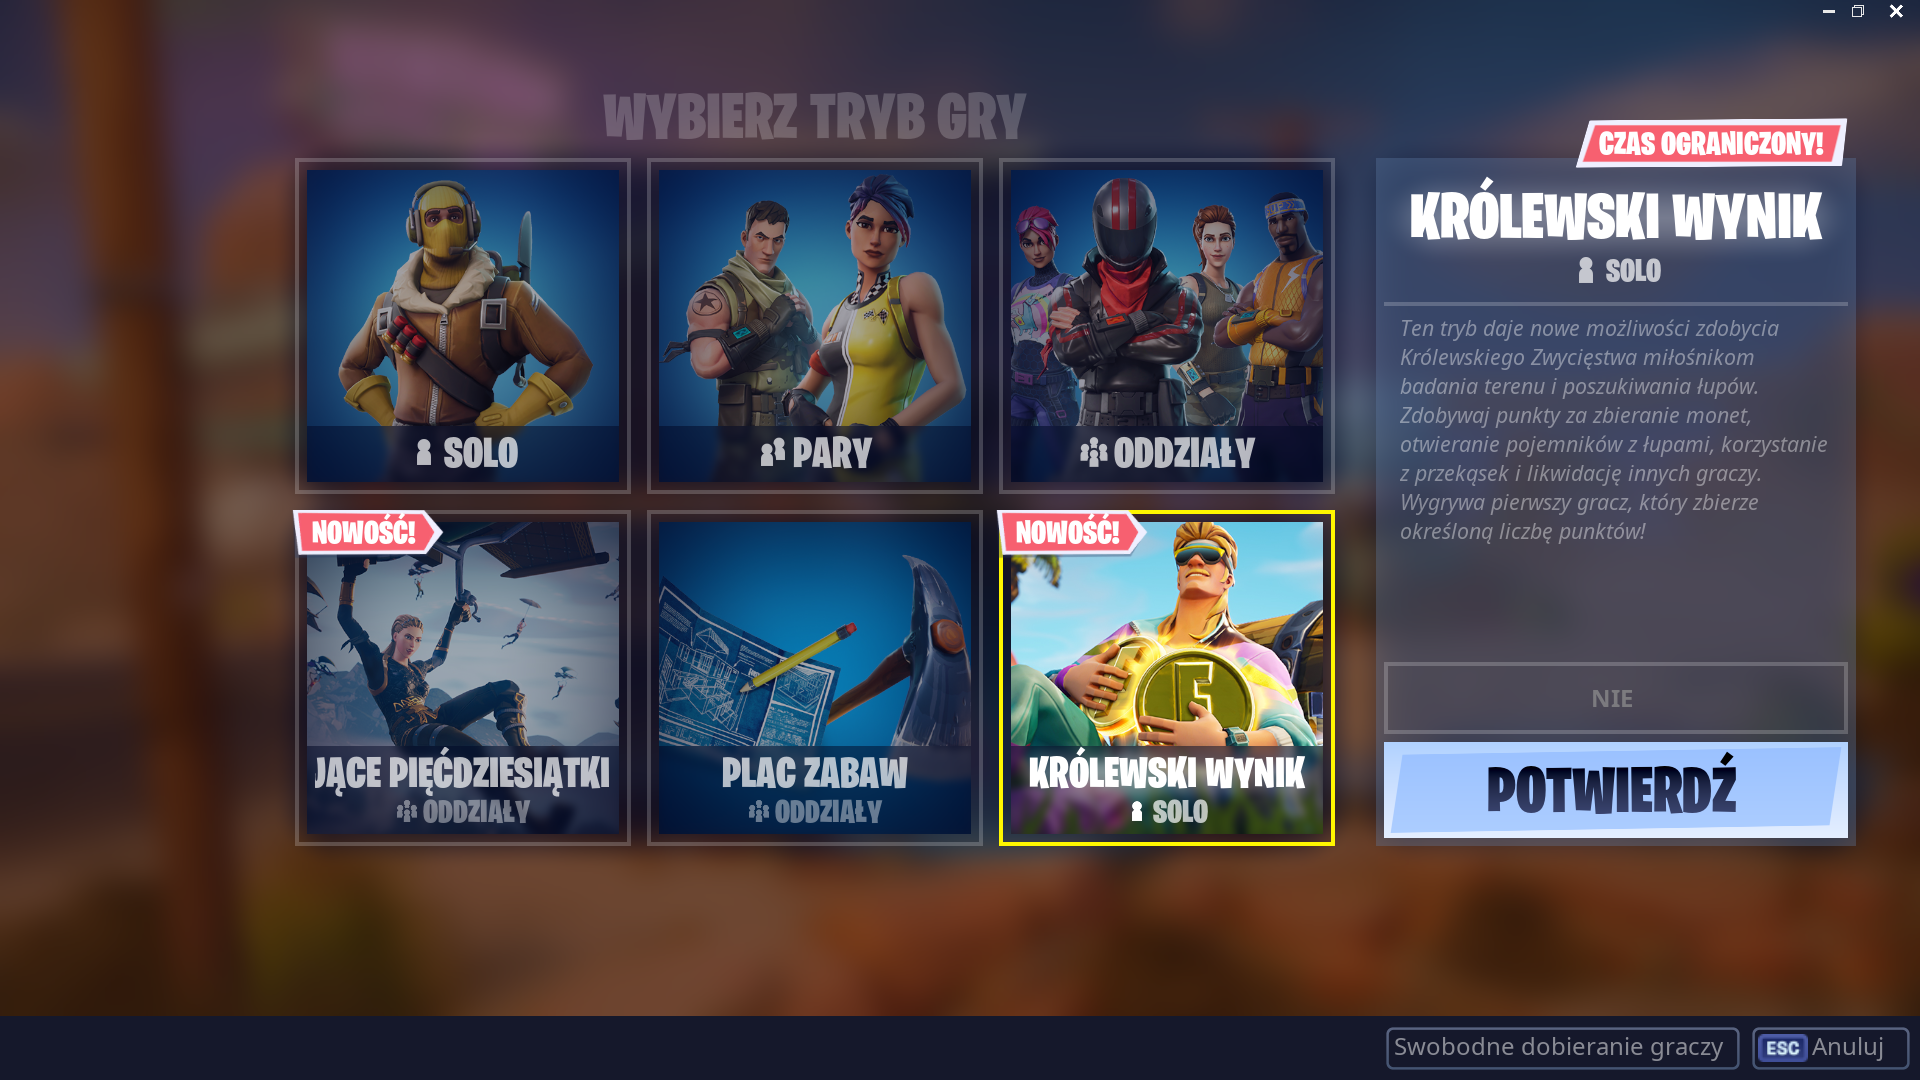 WYBIERZ TRYB GRY
SOLO
PARY
ODDZIAŁY
NOWOŚĆ!
JĄCE PIĘĆDZIESIĄTKI
ODDZIAŁY
PLAC ZABAW
ODDZIAŁY
NOWOŚĆ!
KRÓLEWSKI WYNIK
SOLO
CZAS OGRANICZONY!
KRÓLEWSKI WYNIK
SOLO
Ten tryb daje nowe możliwości zdobycia
Królewskiego Zwycięstwa miłośnikom
badania terenu i poszukiwania łupów.
Zdobywaj punkty za zbieranie monet,
otwieranie pojemników z łupami, korzystanie
z przekąsek i likwidację innych graczy.
Wygrywa pierwszy gracz, który zbierze
określoną liczbę punktów!
NIE
POTWIERDŹ
Swobodne dobieranie graczy
ESC Anuluj